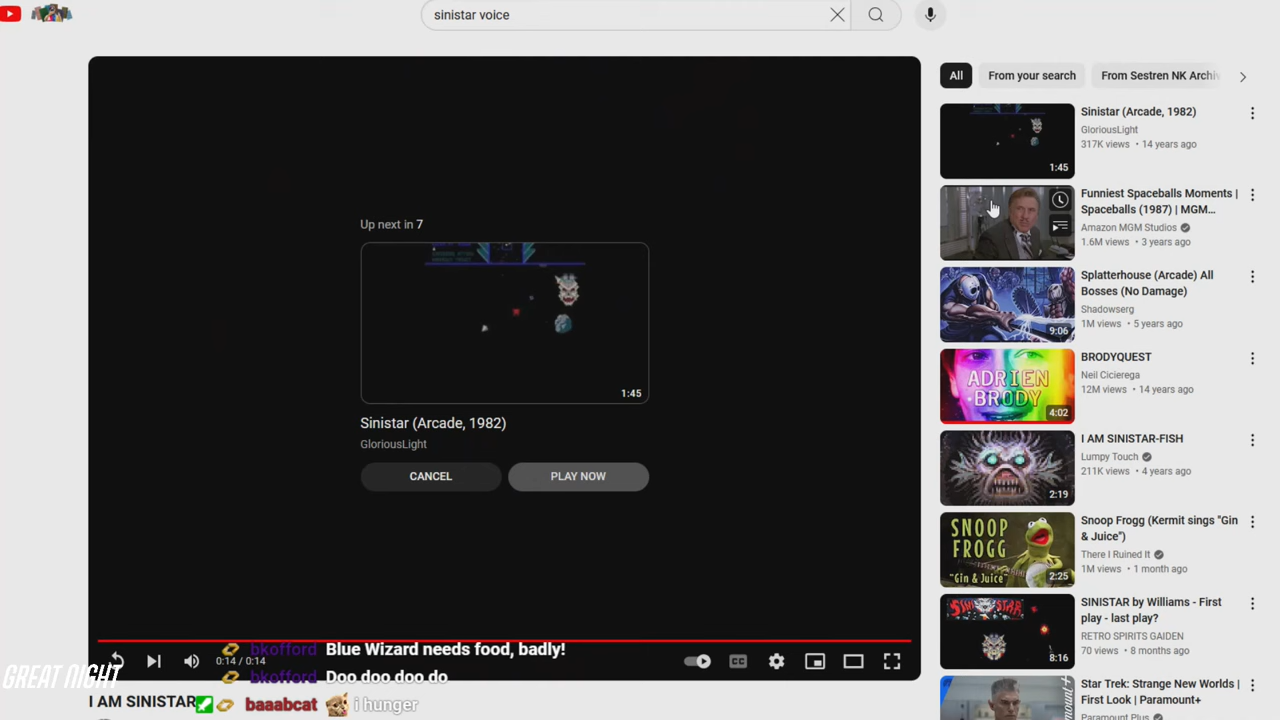 sinistar voice
Up next in 7
1:45
Sinistar (Arcade, 1982)
GloriousLight
CANCEL
PLAY NOW
0:14 / 0:14
CC
bkofford Blue Wizard needs food, badly!
bkofford Doo doo doo do
baaabcat i hunger
GREAT NIGHT
I AM SINISTAR
All
From your search
From Sestren NK Archiv
Sinistar (Arcade, 1982)
GloriousLight
317K views • 14 years ago
1:45
Funniest Spaceballs Moments |
Spaceballs (1987) | MGM...
Amazon MGM Studios
1.6M views • 3 years ago
Splatterhouse (Arcade) All
Bosses (No Damage)
Shadowserg
1M views • 5 years ago
9:06
BRODYQUEST
Neil Cicierega
12M views • 14 years ago
ADRIEN
BRODY
4:02
I AM SINISTAR-FISH
Lumpy Touch
211K views • 4 years ago
2:19
Snoop Frogg (Kermit sings "Gin
& Juice")
There I Ruined It
1M views • 1 month ago
SNOOP
FROGG
"Gin & Juice"
2:25
SINISTAR by Williams - First
play - last play?
RETRO SPIRITS GAIDEN
70 views • 8 months ago
SINISTAR
8:16
Star Trek: Strange New Worlds |
First Look | Paramount+
Paramount Plus